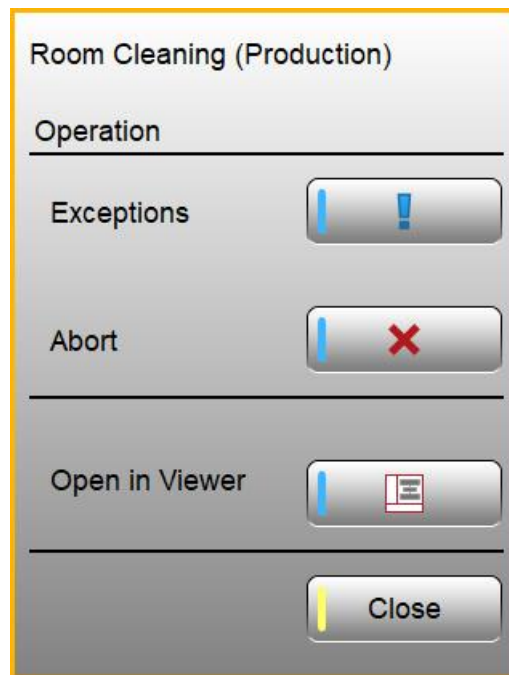 Room Cleaning (Production)
Operation
Exceptions
Abort
Open in Viewer
Close